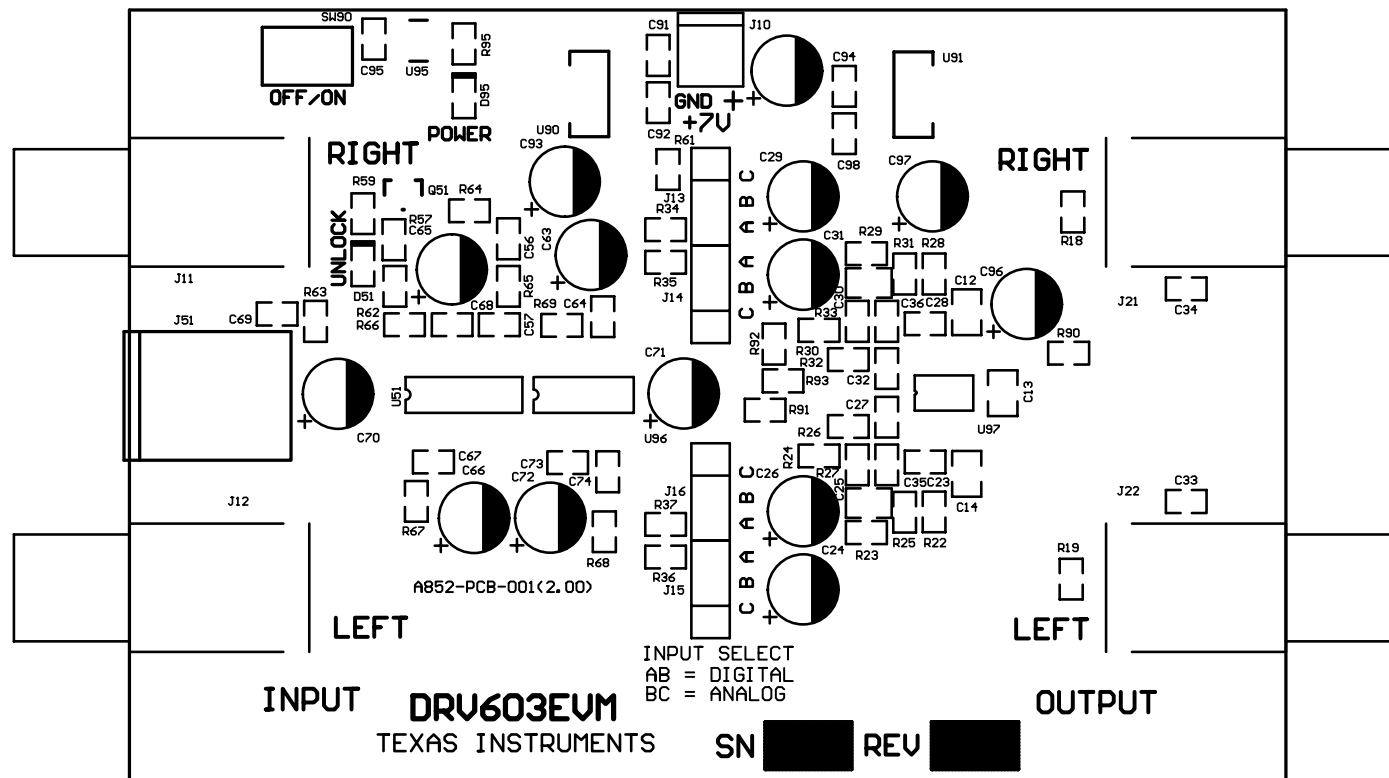 SW90
C95
U95
R95
D95
OFF/ON
POWER
C91
J10
C94
U91
GND +
+7V
C92
R61
C98
U90
C93
RIGHT
C29
C97
RIGHT
R59
Q51
R64
J13
C
B
A
R34
R57
C65
C56
C63
UNLOCK
C31
R29
R31
R28
R18
J11
R35
A
B
C
C96
D51
R65
C12
J14
C30
J21
R63
C69
J51
R62
R66
C68
C57
R69
C64
R33
C36
C28
C34
R92
R30
R32
R90
C71
C32
R93
C13
U51
R91
C70
U96
C27
R26
U97
R24
C67
C66
C73
C72
C74
C26
R27
C25
C35
C23
J16
C
B
A
J22
C33
J12
R67
R37
C14
R68
C24
R23
R25
R22
R36
A
B
C
J15
R19
A852-PCB-001(2.00)
LEFT
LEFT
INPUT SELECT
AB = DIGITAL
BC = ANALOG
INPUT
DRV603EVM
OUTPUT
TEXAS INSTRUMENTS
SN
REV